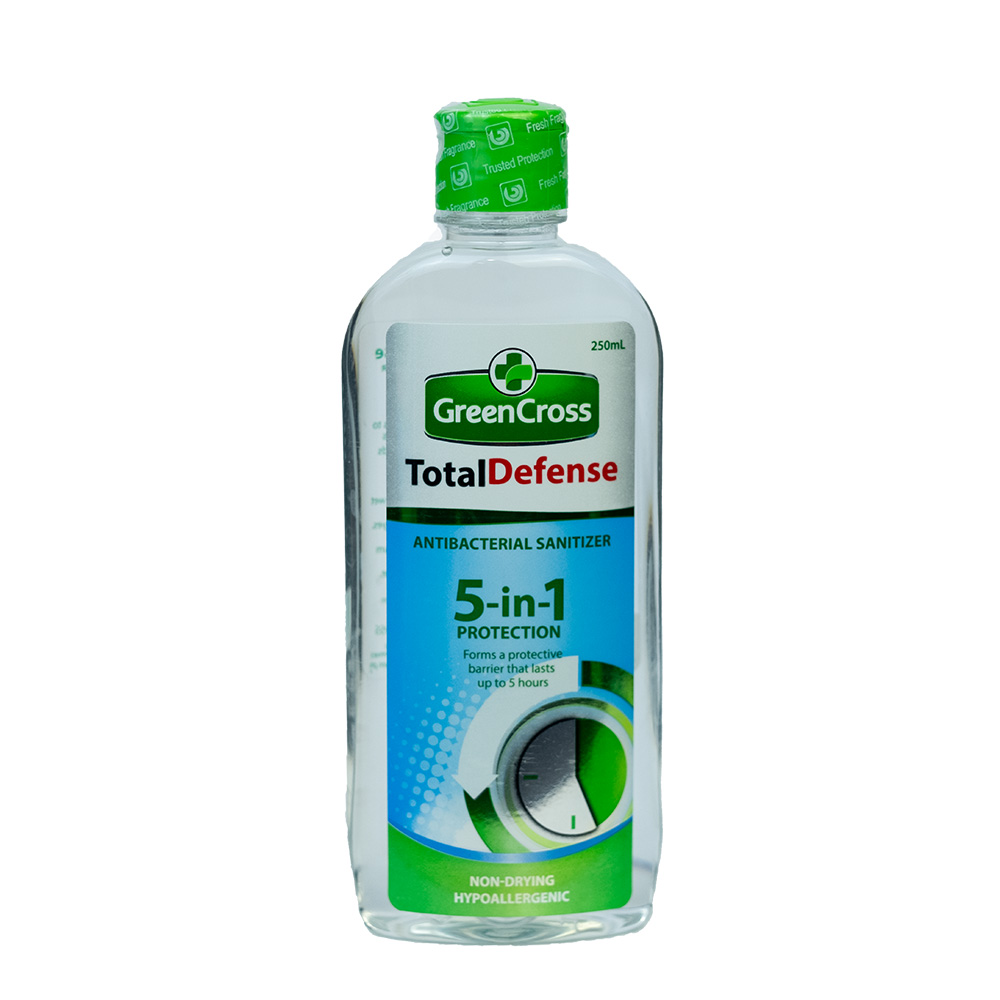 Fresh Fragrance
Fragrance
Trusted Protection
Fresh
Fragrance
250mL
GreenCross
TotalDefense
ANTIBACTERIAL SANITIZER
5-in-1
PROTECTION
Forms a protective
barrier that lasts
up to 5 hours
NON-DRYING
HYPOALLERGENIC